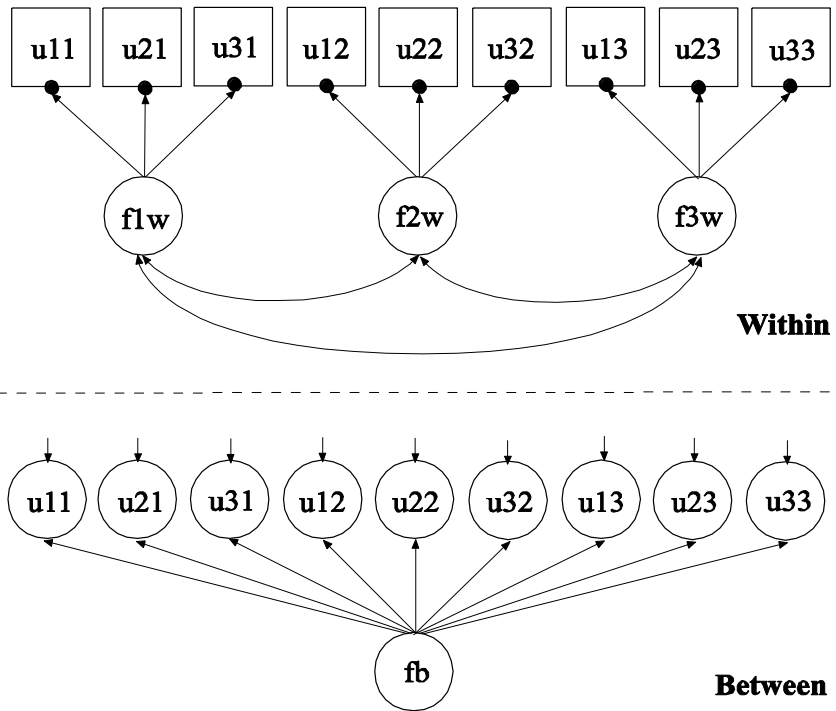 u11 u21 u31 u12 u22 u32 u13 u23 u33
f1w f2w f3w
Within
u11 u21 u31 u12 u22 u32 u13 u23 u33
fb
Between